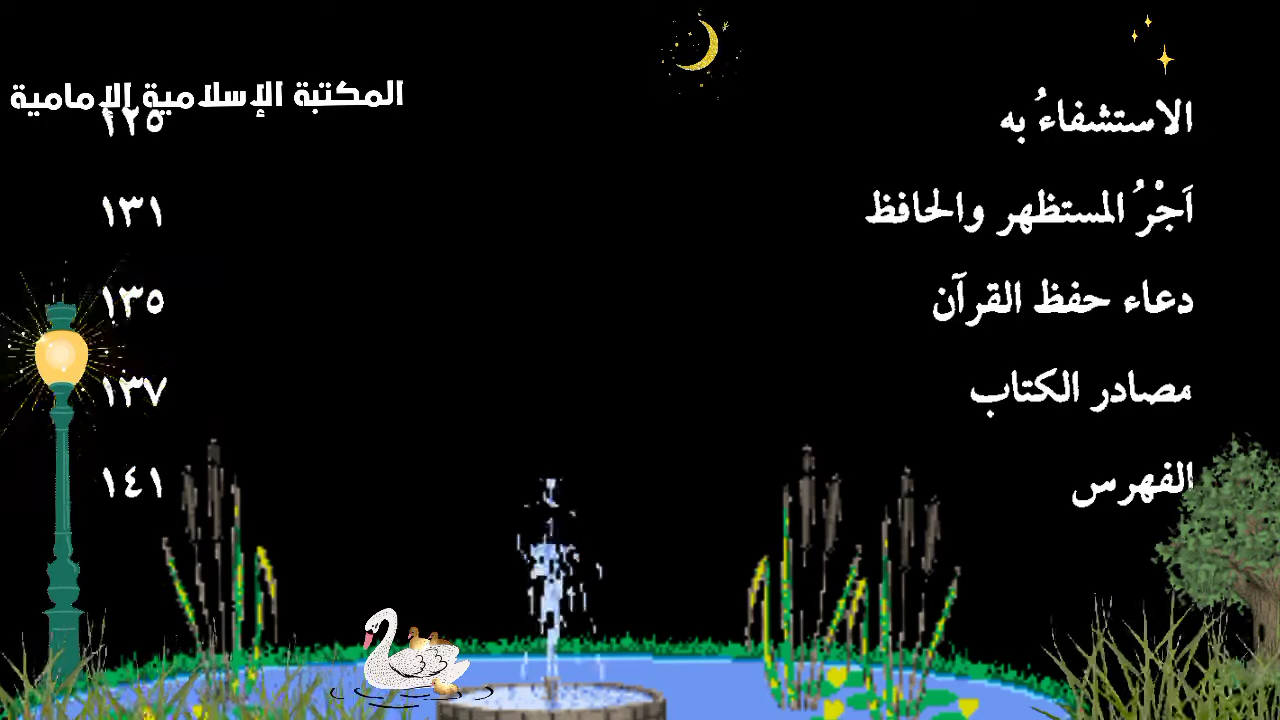 المكتبة الإسلامية الإمامية
الاستشفاءُ به ١٢٥
اَجْرُ المستظهر والحافظ ١٣١
دعاء حفظ القرآن ١٣٥
مصادر الكتاب ١٣٧
الفهرس ١٤١